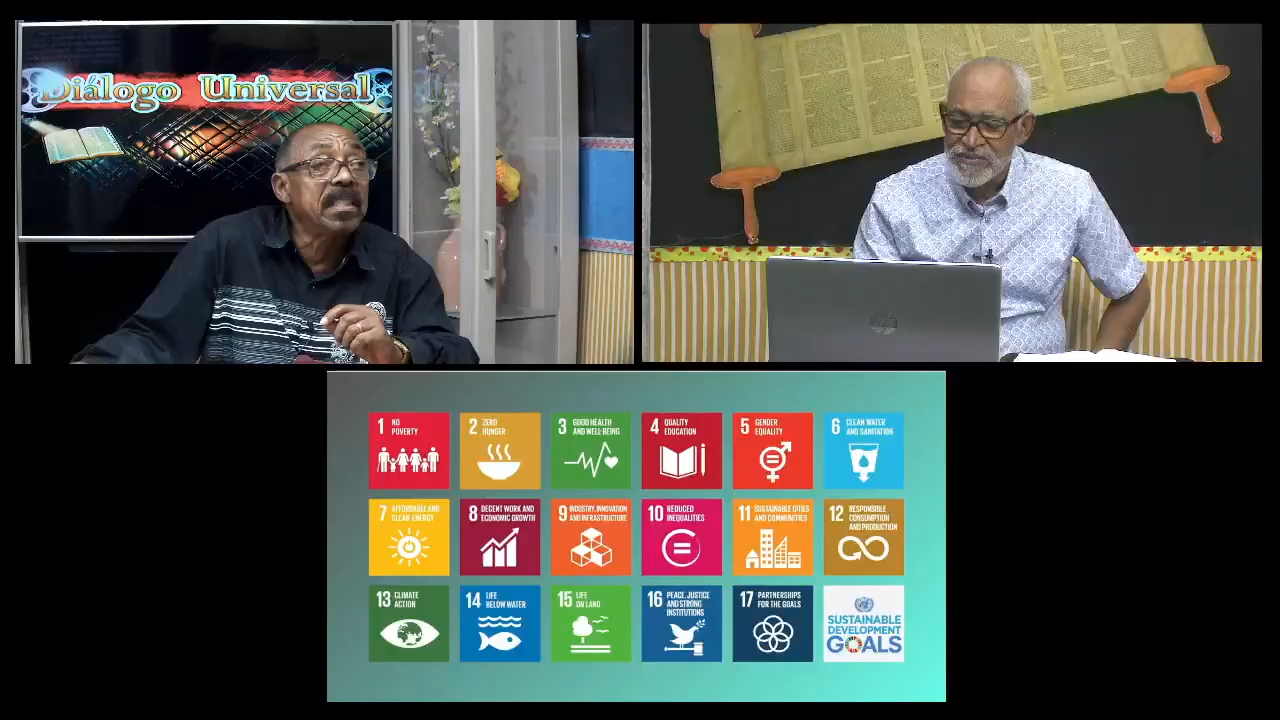 Diálogo Universal
1 NO
POVERTY
2 ZERO
HUNGER
3 GOOD HEALTH
AND WELL-BEING
4 QUALITY
EDUCATION
5 GENDER
EQUALITY
6 CLEAN WATER
AND SANITATION
7 AFFORDABLE AND
CLEAN ENERGY
8 DECENT WORK AND
ECONOMIC GROWTH
9 INDUSTRY, INNOVATION
AND INFRASTRUCTURE
10 REDUCED
INEQUALITIES
11 SUSTAINABLE CITIES
AND COMMUNITIES
12 RESPONSIBLE
CONSUMPTION
AND PRODUCTION
13 CLIMATE
ACTION
14 LIFE
BELOW WATER
15 LIFE
ON LAND
16 PEACE, JUSTICE
AND STRONG
INSTITUTIONS
17 PARTNERSHIPS
FOR THE GOALS
SUSTAINABLE
DEVELOPMENT
GOALS